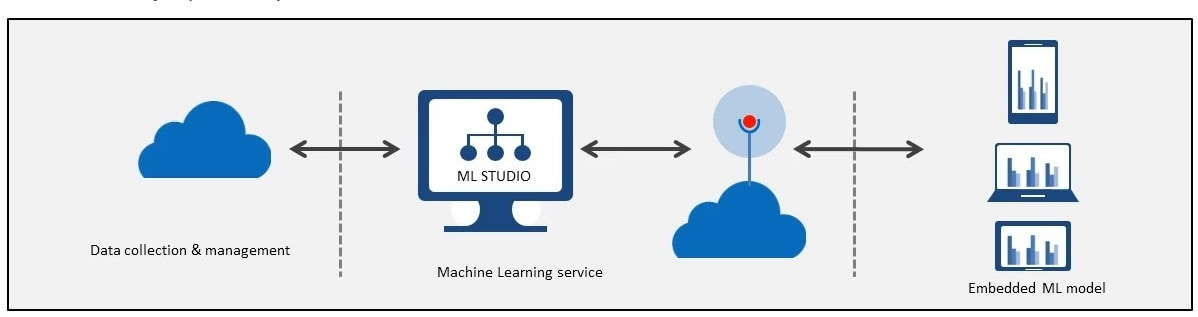 ML STUDIO
Data collection & management
Machine Learning service
Embedded ML model